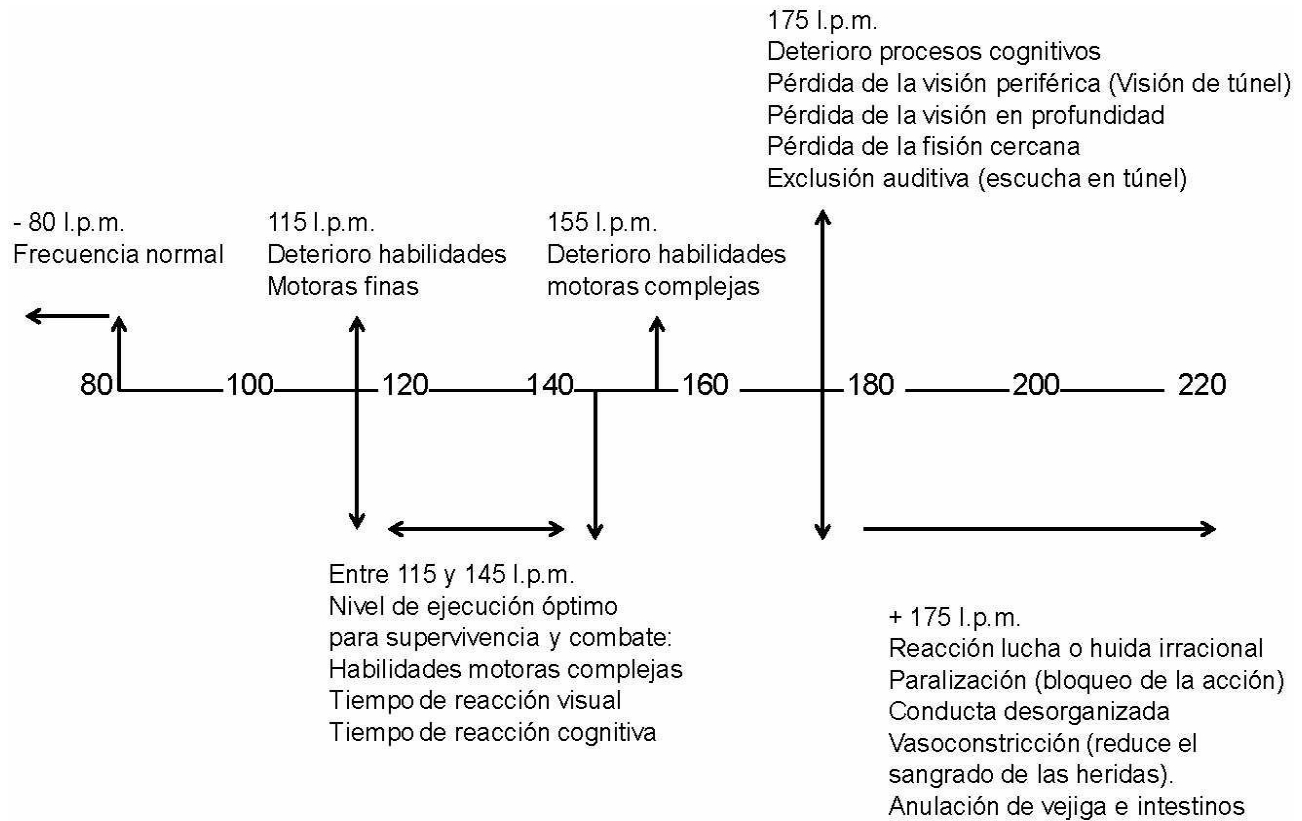 175 l.p.m.
Deterioro procesos cognitivos
Pérdida de la visión periférica (Visión de túnel)
Pérdida de la visión en profundidad
Pérdida de la fisión cercana
Exclusión auditiva (escucha en túnel)
- 80 l.p.m.
Frecuencia normal
115 l.p.m.
Deterioro habilidades
Motoras finas
155 l.p.m.
Deterioro habilidades
motoras complejas
80 100 120 140 160 180 200 220
Entre 115 y 145 l.p.m.
Nivel de ejecución óptimo
para supervivencia y combate:
Habilidades motoras complejas
Tiempo de reacción visual
Tiempo de reacción cognitiva
+ 175 l.p.m.
Reacción lucha o huida irracional
Paralización (bloqueo de la acción)
Conducta desorganizada
Vasoconstricción (reduce el
sangrado de las heridas).
Anulación de vejiga e intestinos